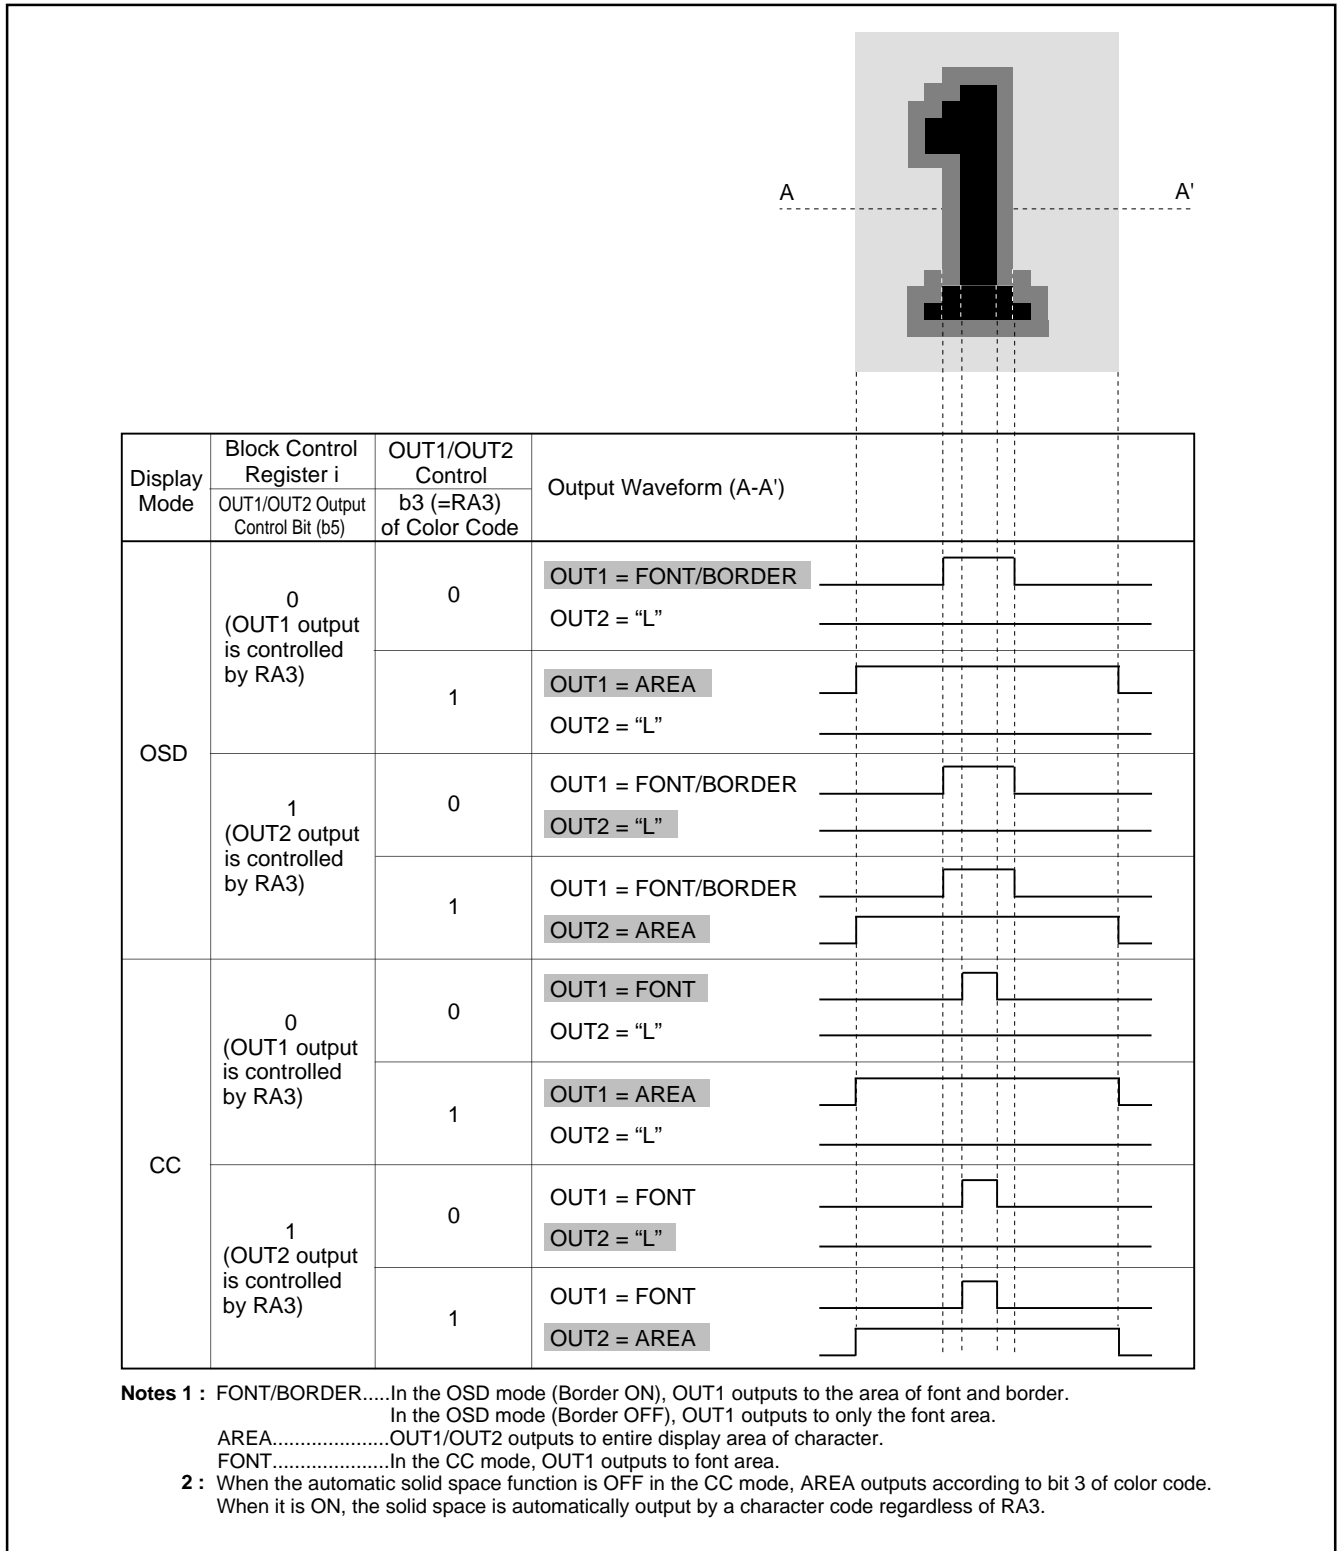 A A'
Display
Mode
Block Control
Register i
OUT1/OUT2 Output
Control Bit (b5)
OUT1/OUT2
Control
b3 (=RA3)
of Color Code
Output Waveform (A-A')
OSD
0
(OUT1 output
is controlled
by RA3)
0
OUT1 = FONT/BORDER
OUT2 = “L”
1
OUT1 = AREA
OUT2 = “L”
1
(OUT2 output
is controlled
by RA3)
0
OUT1 = FONT/BORDER
OUT2 = “L”
1
OUT1 = FONT/BORDER
OUT2 = AREA
CC
0
(OUT1 output
is controlled
by RA3)
0
OUT1 = FONT
OUT2 = “L”
1
OUT1 = AREA
OUT2 = “L”
1
(OUT2 output
is controlled
by RA3)
0
OUT1 = FONT
OUT2 = “L”
1
OUT1 = FONT
OUT2 = AREA
Notes 1 : FONT/BORDER.....In the OSD mode (Border ON), OUT1 outputs to the area of font and border.
In the OSD mode (Border OFF), OUT1 outputs to only the font area.
AREA.....................OUT1/OUT2 outputs to entire display area of character.
FONT.....................In the CC mode, OUT1 outputs to font area.
2 : When the automatic solid space function is OFF in the CC mode, AREA outputs according to bit 3 of color code.
When it is ON, the solid space is automatically output by a character code regardless of RA3.